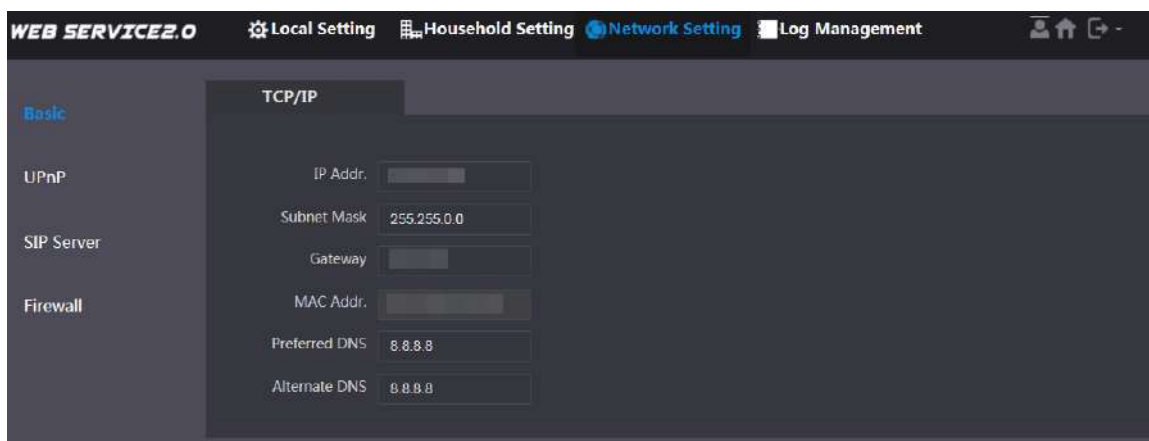 WEB SERVICE2.0 Local Setting Household Setting Network Setting Log Management
TCP/IP
Basic
UPnP
SIP Server
Firewall
IP Addr.
Subnet Mask 255.255.0.0
Gateway
MAC Addr.
Preferred DNS 8.8.8.8
Alternate DNS 8.8.8.8